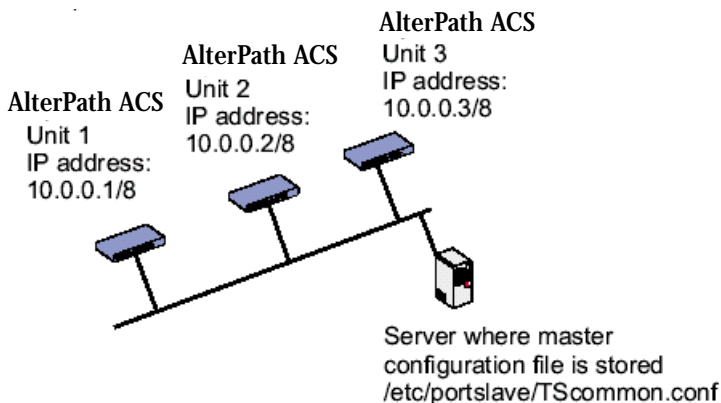 AlterPath ACS
Unit 1
IP address:
10.0.0.1/8
AlterPath ACS
Unit 2
IP address:
10.0.0.2/8
AlterPath ACS
Unit 3
IP address:
10.0.0.3/8
Server where master
configuration file is stored
/etc/portslave/TScommon.conf